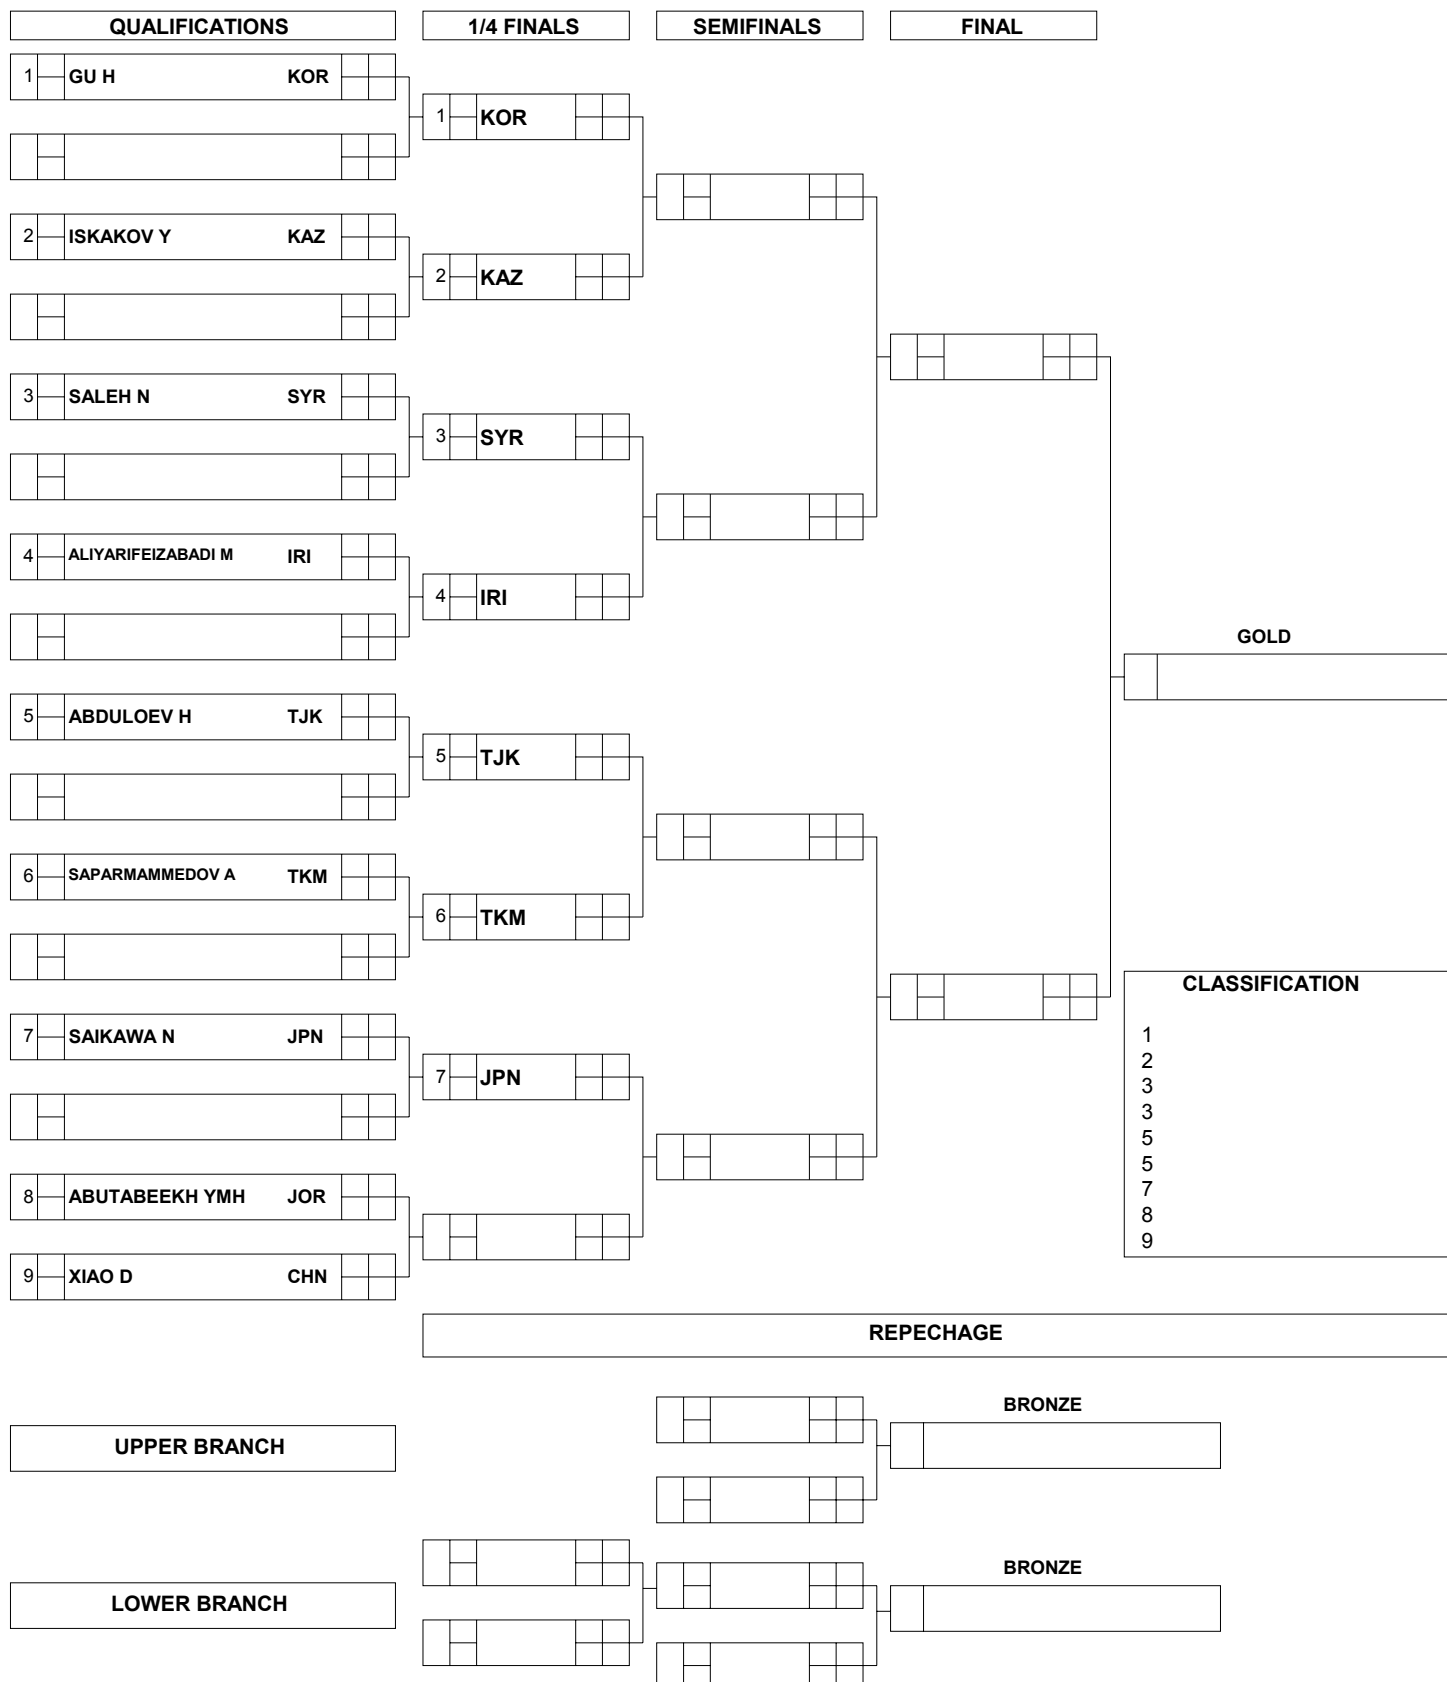 QUALIFICATIONS 1/4 FINALS SEMIFINALS FINAL
1 GU H KOR
1 KOR
2 ISKAKOV Y KAZ
2 KAZ
3 SALEH N SYR
3 SYR
4 ALIYARIFEIZABADI M IRI
4 IRI
GOLD
5 ABDULOEV H TJK
5 TJK
6 SAPARMAMMEDOV A TKM
6 TKM
CLASSIFICATION
7 SAIKAWA N JPN
7 JPN
8 ABUTABEEKH YMH JOR
9 XIAO D CHN
1
2
3
3
5
5
7
8
9
REPECHAGE
BRONZE
UPPER BRANCH
BRONZE
LOWER BRANCH